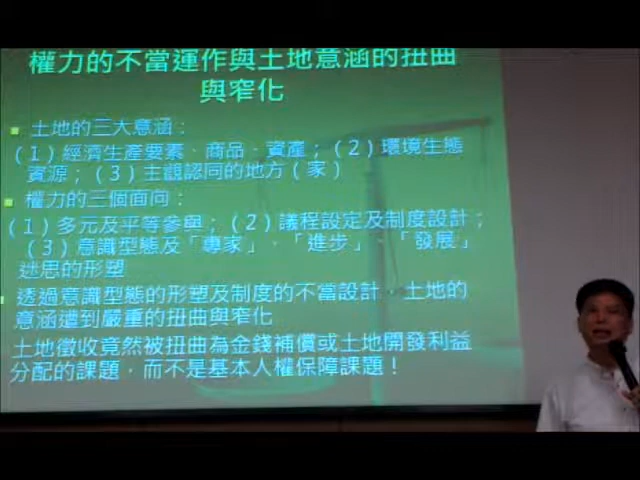 權力的不當運作與土地意涵的扭曲
與窄化
土地的三大意涵：
（1）經濟生產要素、商品、資產；（2）環境生態
資源；（3）主觀認同的地方（家）
權力的三個面向：
（1）多元及平等參與；（2）議程設定及制度設計；
（3）意識型態及「專家」、「進步」、「發展」
迷思的形塑
透過意識型態的形塑及制度的不當設計，土地的
意涵遭到嚴重的扭曲與窄化
土地徵收竟然被扭曲為金錢補償或土地開發利益
分配的課題，而不是基本人權保障課題！